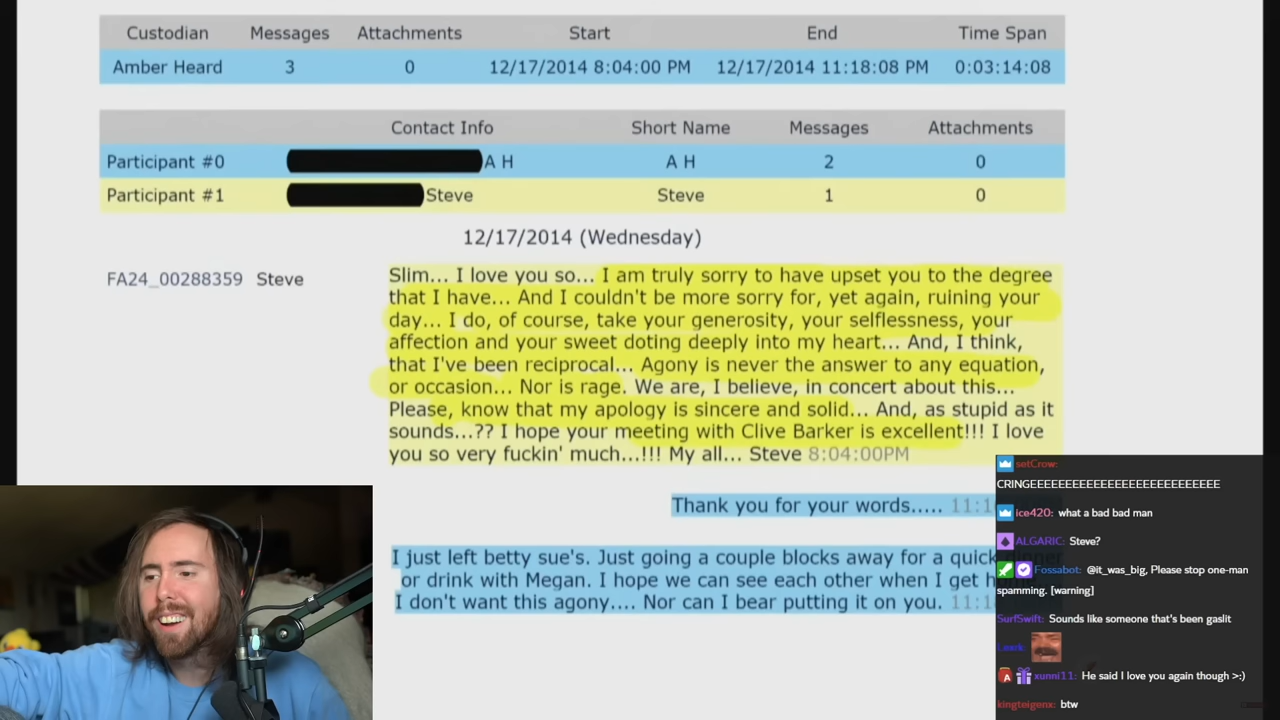 Custodian Messages Attachments Start End Time Span
Amber Heard 3 0 12/17/2014 8:04:00 PM 12/17/2014 11:18:08 PM 0:03:14:08
Contact Info Short Name Messages Attachments
Participant #0 A H A H 2 0
Participant #1 Steve Steve 1 0
12/17/2014 (Wednesday)
FA24_00288359 Steve
Slim... I love you so... I am truly sorry to have upset you to the degree
that I have... And I couldn't be more sorry for, yet again, ruining your
day... I do, of course, take your generosity, your selflessness, your
affection and your sweet doting deeply into my heart... And, I think,
that I've been reciprocal... Agony is never the answer to any equation,
or occasion... Nor is rage. We are, I believe, in concert about this...
Please, know that my apology is sincere and solid... And, as stupid as it
sounds...?? I hope your meeting with Clive Barker is excellent!!! I love
you so very fuckin' much...!!! My all... Steve 8:04:00PM
Thank you for your words..... 11:1
I just left betty sue's. Just going a couple blocks away for a quick dinner
or drink with Megan. I hope we can see each other when I get h
I don't want this agony.... Nor can I bear putting it on you. 11:1
setCrow:
CRINGEEEEEEEEEEEEEEEEEEEEEEEEEEE
ice420: what a bad bad man
ALGARIC: Steve?
Fossabot: @it_was_big, Please stop one-man
spamming. [warning]
SurfSwift: Sounds like someone that's been gaslit
xunni11: He said I love you again though >:)
kingteigenx: btw